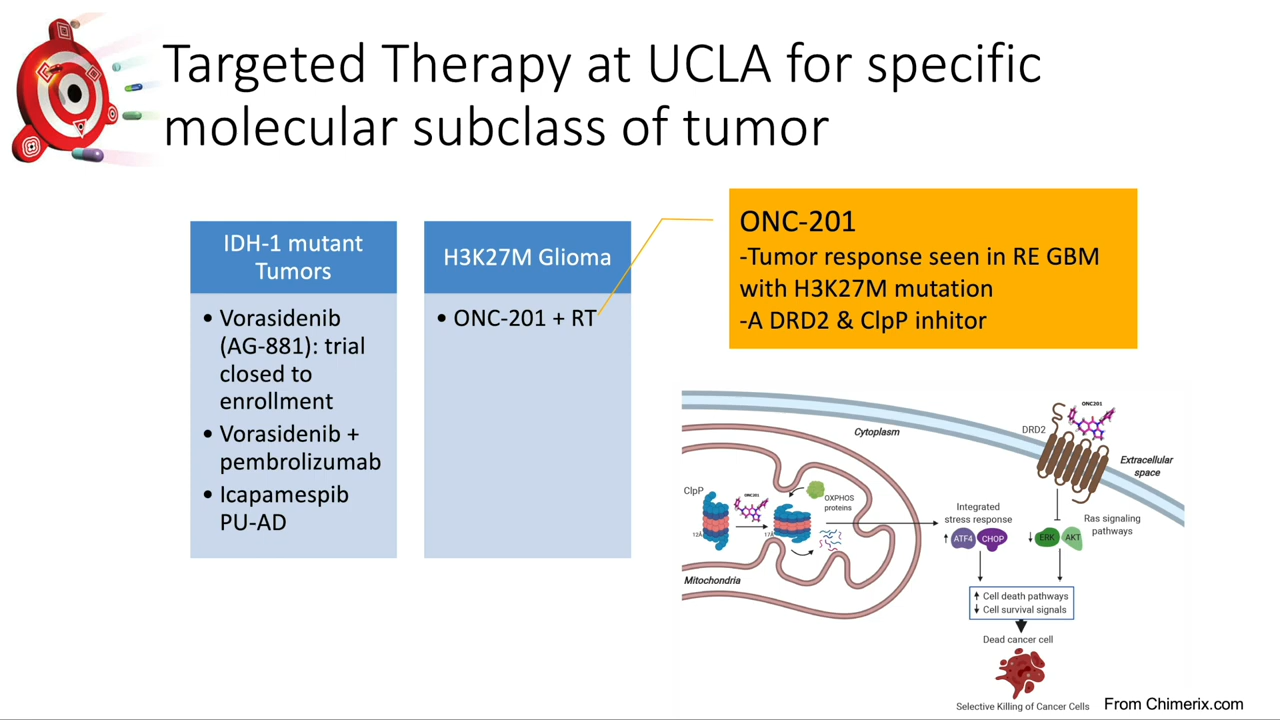 Targeted Therapy at UCLA for specific
molecular subclass of tumor
IDH-1 mutant
Tumors
• Vorasidenib
(AG-881): trial
closed to
enrollment
• Vorasidenib +
pembrolizumab
• Icapamespib
PU-AD
H3K27M Glioma
• ONC-201 + RT
ONC-201
-Tumor response seen in RE GBM
with H3K27M mutation
-A DRD2 & ClpP inhitor
Cytoplasm
ONC201
DRD2
Extracellular
space
ClpP
ONC201
OXPHOS
proteins
12Å
17Å
Mitochondria
Integrated
stress response
ATF4
CHOP
Ras signaling
pathways
ERK
AKT
Cell death pathways
Cell survival signals
Dead cancer cell
Selective Killing of Cancer Cells
From Chimerix.com